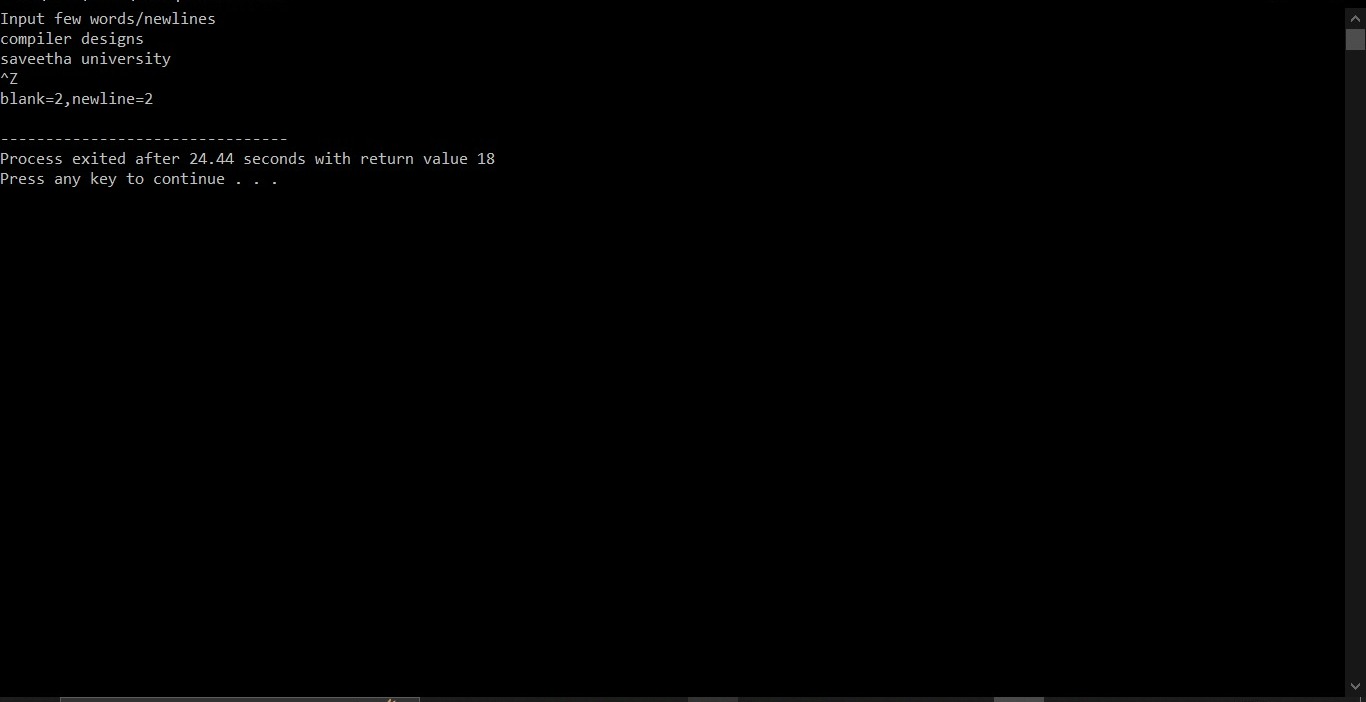 Input few words/newlines
compiler designs
saveetha university
^Z
blank=2,newline=2
--------------------------------
Process exited after 24.44 seconds with return value 18
Press any key to continue . . .